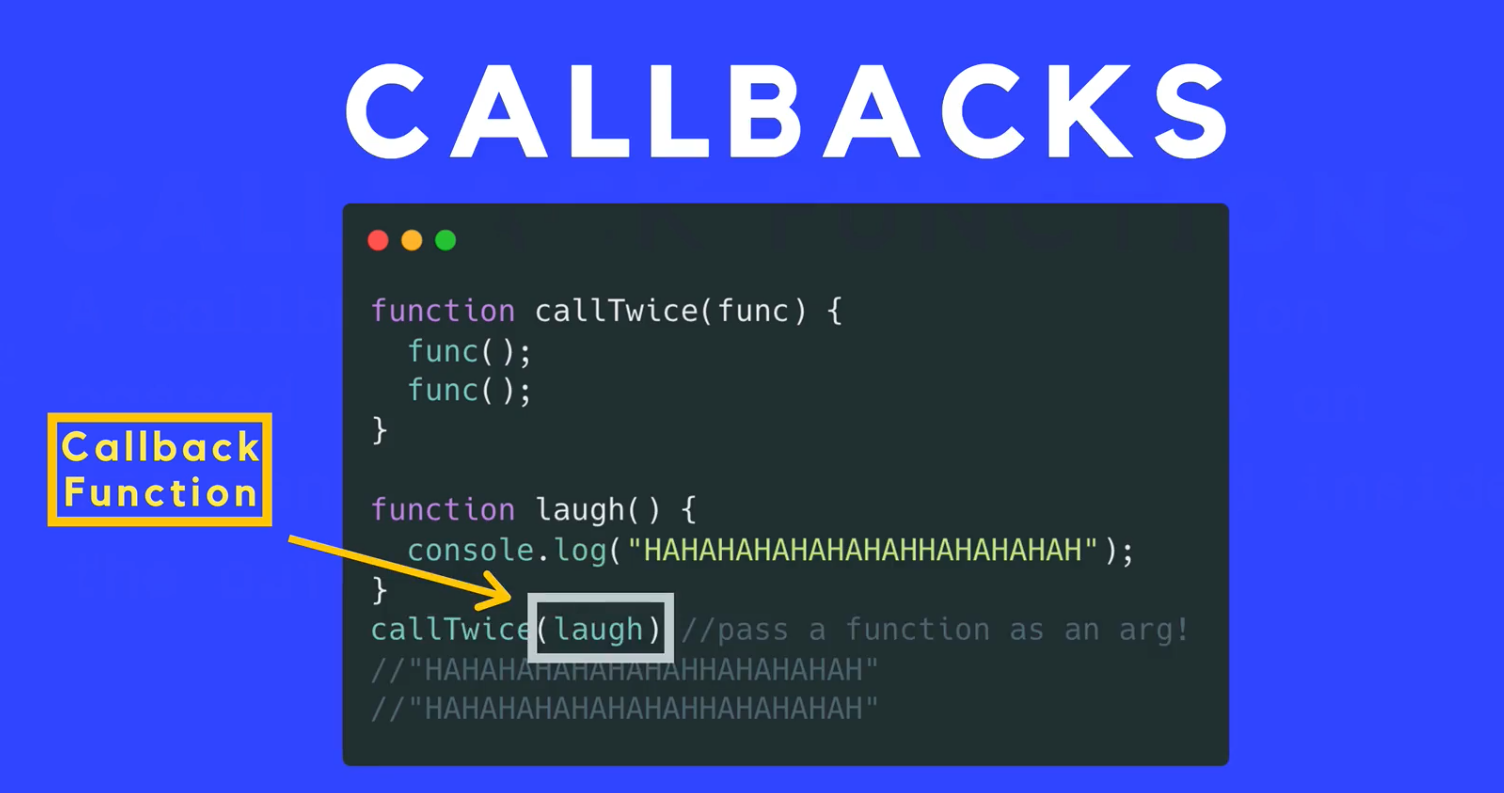 CALLBACKS
function callTwice(func) {
func();
func();
}
Callback
Function
function laugh() {
console.log("HAHAHAHAHAHAHAHHAHAHAHAH");
}
callTwice(laugh) //pass a function as an arg!
//"HAHAHAHAHAHAHAHHAHAHAHAH"
//"HAHAHAHAHAHAHAHHAHAHAHAH"